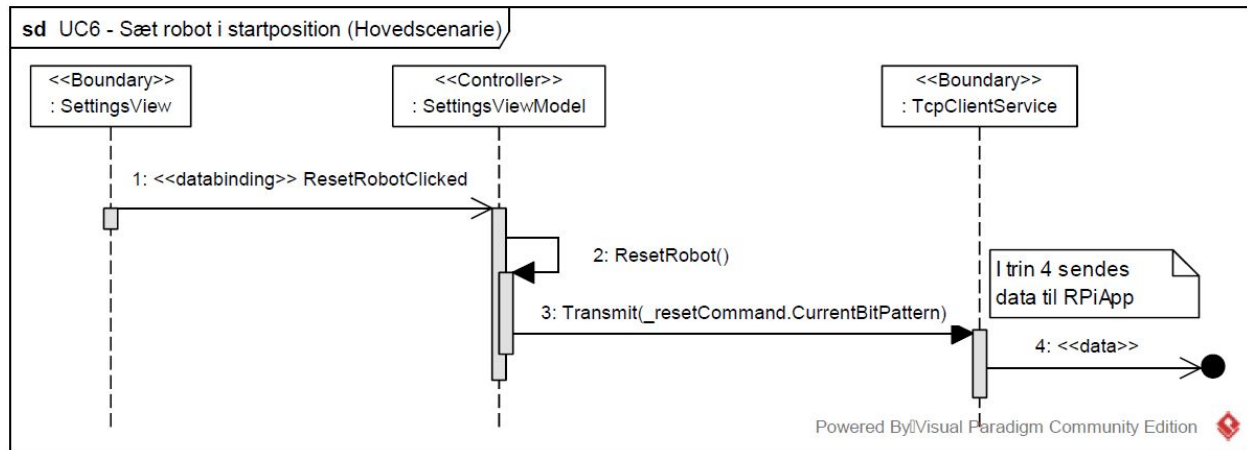 sd UC6 - Sæt robot i startposition (Hovedscenarie)
<<Boundary>>
: SettingsView
<<Controller>>
: SettingsViewModel
<<Boundary>>
: TcpClientService
1: <<databinding>> ResetRobotClicked
2: ResetRobot()
I trin 4 sendes
data til RPiApp
3: Transmit(_resetCommand.CurrentBitPattern)
4: <<data>>
Powered By Visual Paradigm Community Edition